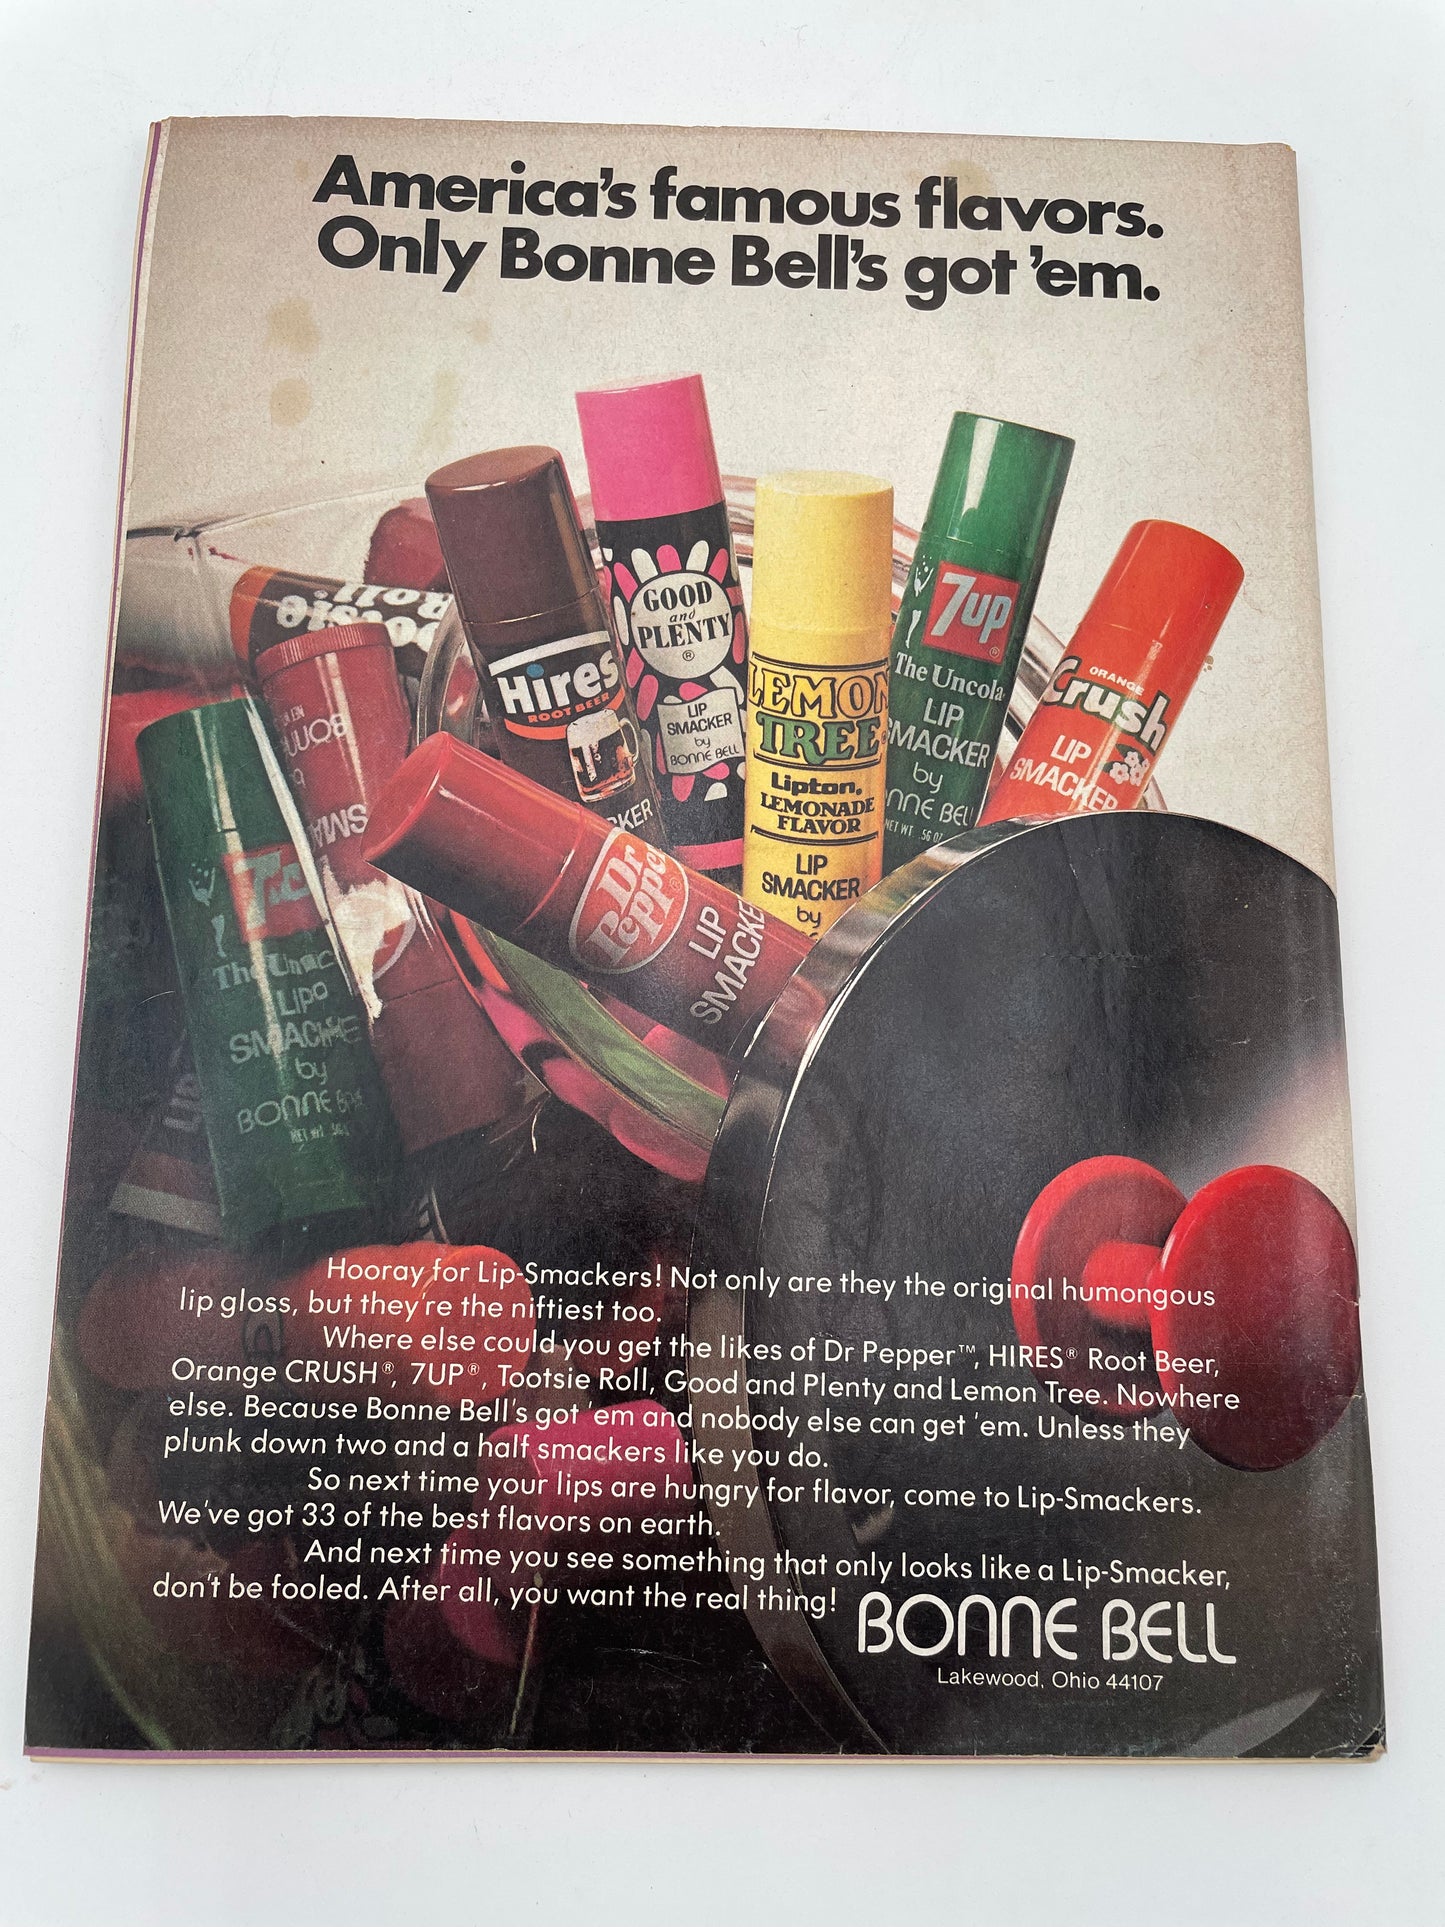 America's famous flavors.
Only Bonne Bell's got 'em.
GOOD
and
PLENTY
®
LIP
SMACKER
by
BONNE BELL
Hires
ROOT BEER
LEMON
TREE
Lipton®
LEMONADE
FLAVOR
LIP
SMACKER
by
7up
®
The Uncola
LIP
SMACKER
by
BELL
NET WT .56 OZ
ORANGE
Crush
LIP
SMACKER
Roll
Dr
Pepper
®
LIP
SMACKE
SMACKE
by
BONNE
Hooray for Lip-Smackers! Not only are they the original humongous
lip gloss, but they're the niftiest too.
Where else could you get the likes of Dr Pepper™, HIRES® Root Beer,
Orange CRUSH®, 7UP®, Tootsie Roll, Good and Plenty and Lemon Tree. Nowhere
else. Because Bonne Bell's got 'em and nobody else can get 'em. Unless they
plunk down two and a half smackers like you do.
So next time your lips are hungry for flavor, come to Lip-Smackers.
We've got 33 of the best flavors on earth.
And next time you see something that only looks like a Lip-Smacker,
don't be fooled. After all, you want the real thing!
BONNE BELL
Lakewood, Ohio 44107